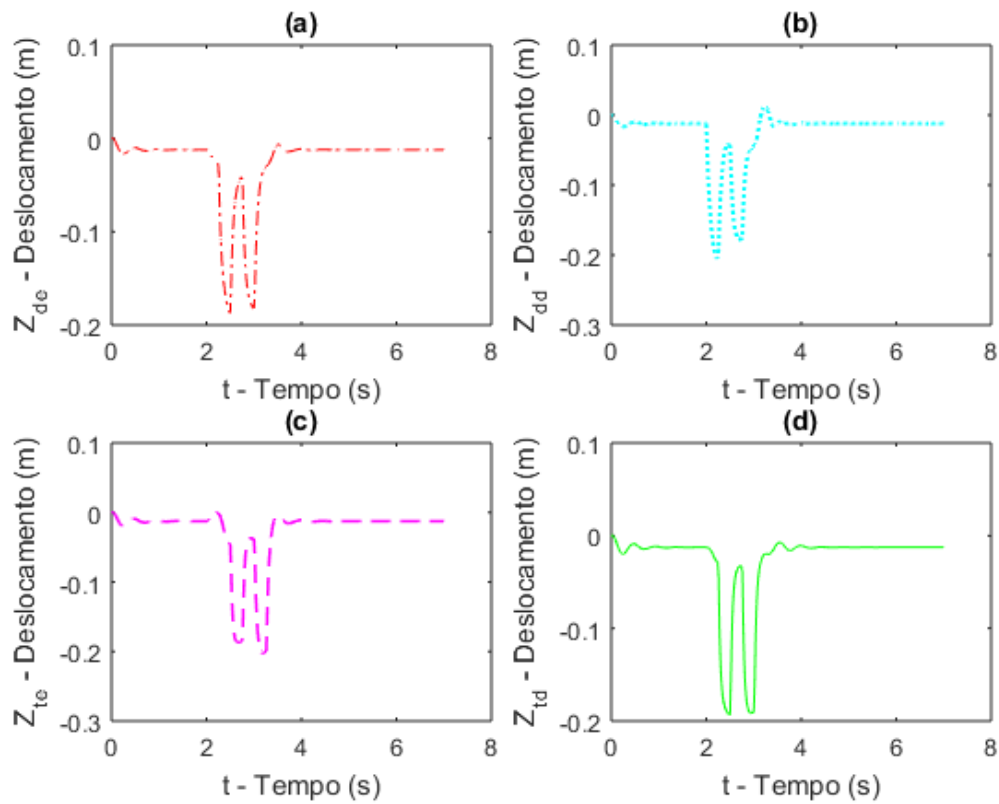 (a)
0.1
0
-0.1
-0.2
Z_de - Deslocamento (m)
0 2 4 6 8
t - Tempo (s)
(b)
0.1
0
-0.1
-0.2
-0.3
Z_dd - Deslocamento (m)
0 2 4 6 8
t - Tempo (s)
(c)
0.1
0
-0.1
-0.2
-0.3
Z_te - Deslocamento (m)
0 2 4 6 8
t - Tempo (s)
(d)
0.1
0
-0.1
-0.2
Z_td - Deslocamento (m)
0 2 4 6 8
t - Tempo (s)